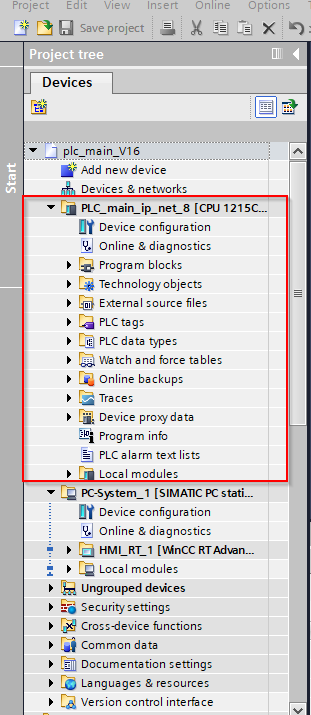 Project Edit View Insert Online Options
Save project
Project tree
Devices
Start
plc_main_V16
Add new device
Devices & networks
PLC_main_ip_net_8 [CPU 1215C...
Device configuration
Online & diagnostics
Program blocks
Technology objects
External source files
PLC tags
PLC data types
Watch and force tables
Online backups
Traces
Device proxy data
Program info
PLC alarm text lists
Local modules
PC-System_1 [SIMATIC PC stati...
Device configuration
Online & diagnostics
HMI_RT_1 [WinCC RT Advan...
Local modules
Ungrouped devices
Security settings
Cross-device functions
Common data
Documentation settings
Languages & resources
Version control interface